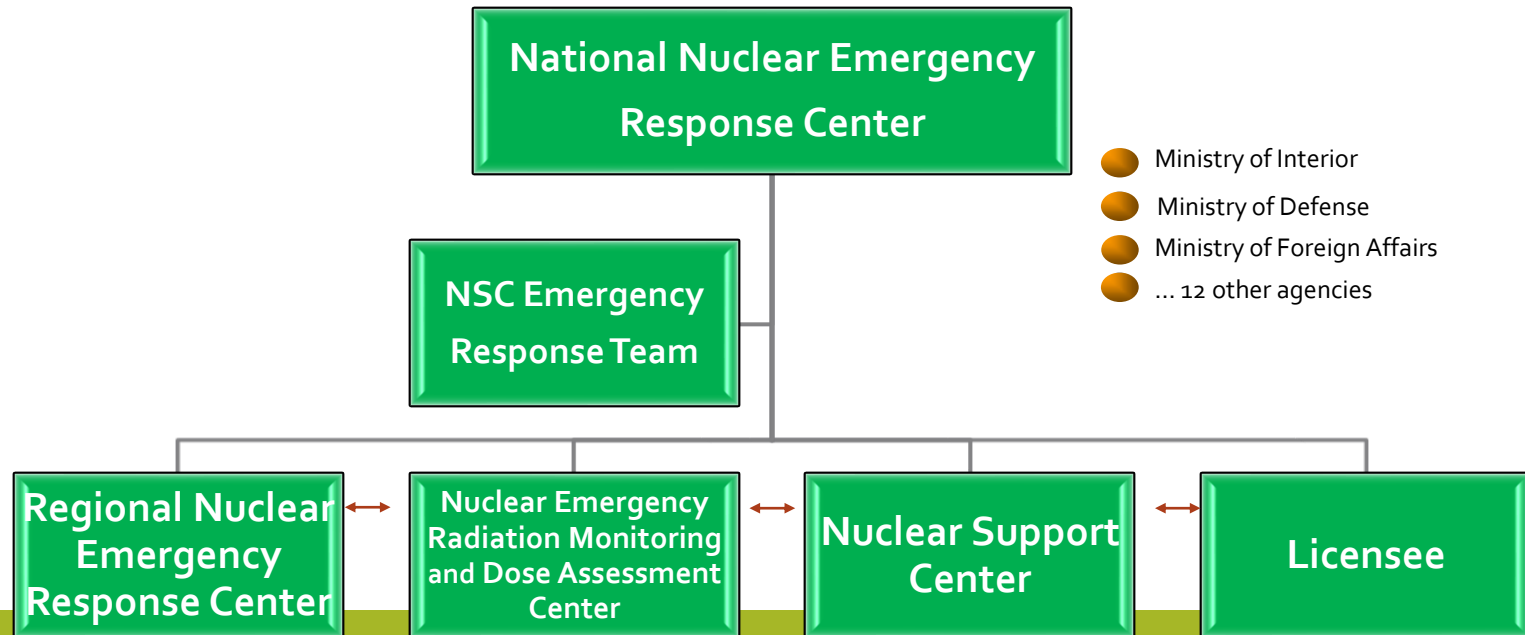 National Nuclear Emergency
Response Center
Ministry of Interior
Ministry of Defense
Ministry of Foreign Affairs
... 12 other agencies
NSC Emergency
Response Team
Regional Nuclear
Emergency
Response Center
Nuclear Emergency
Radiation Monitoring
and Dose Assessment
Center
Nuclear Support
Center
Licensee